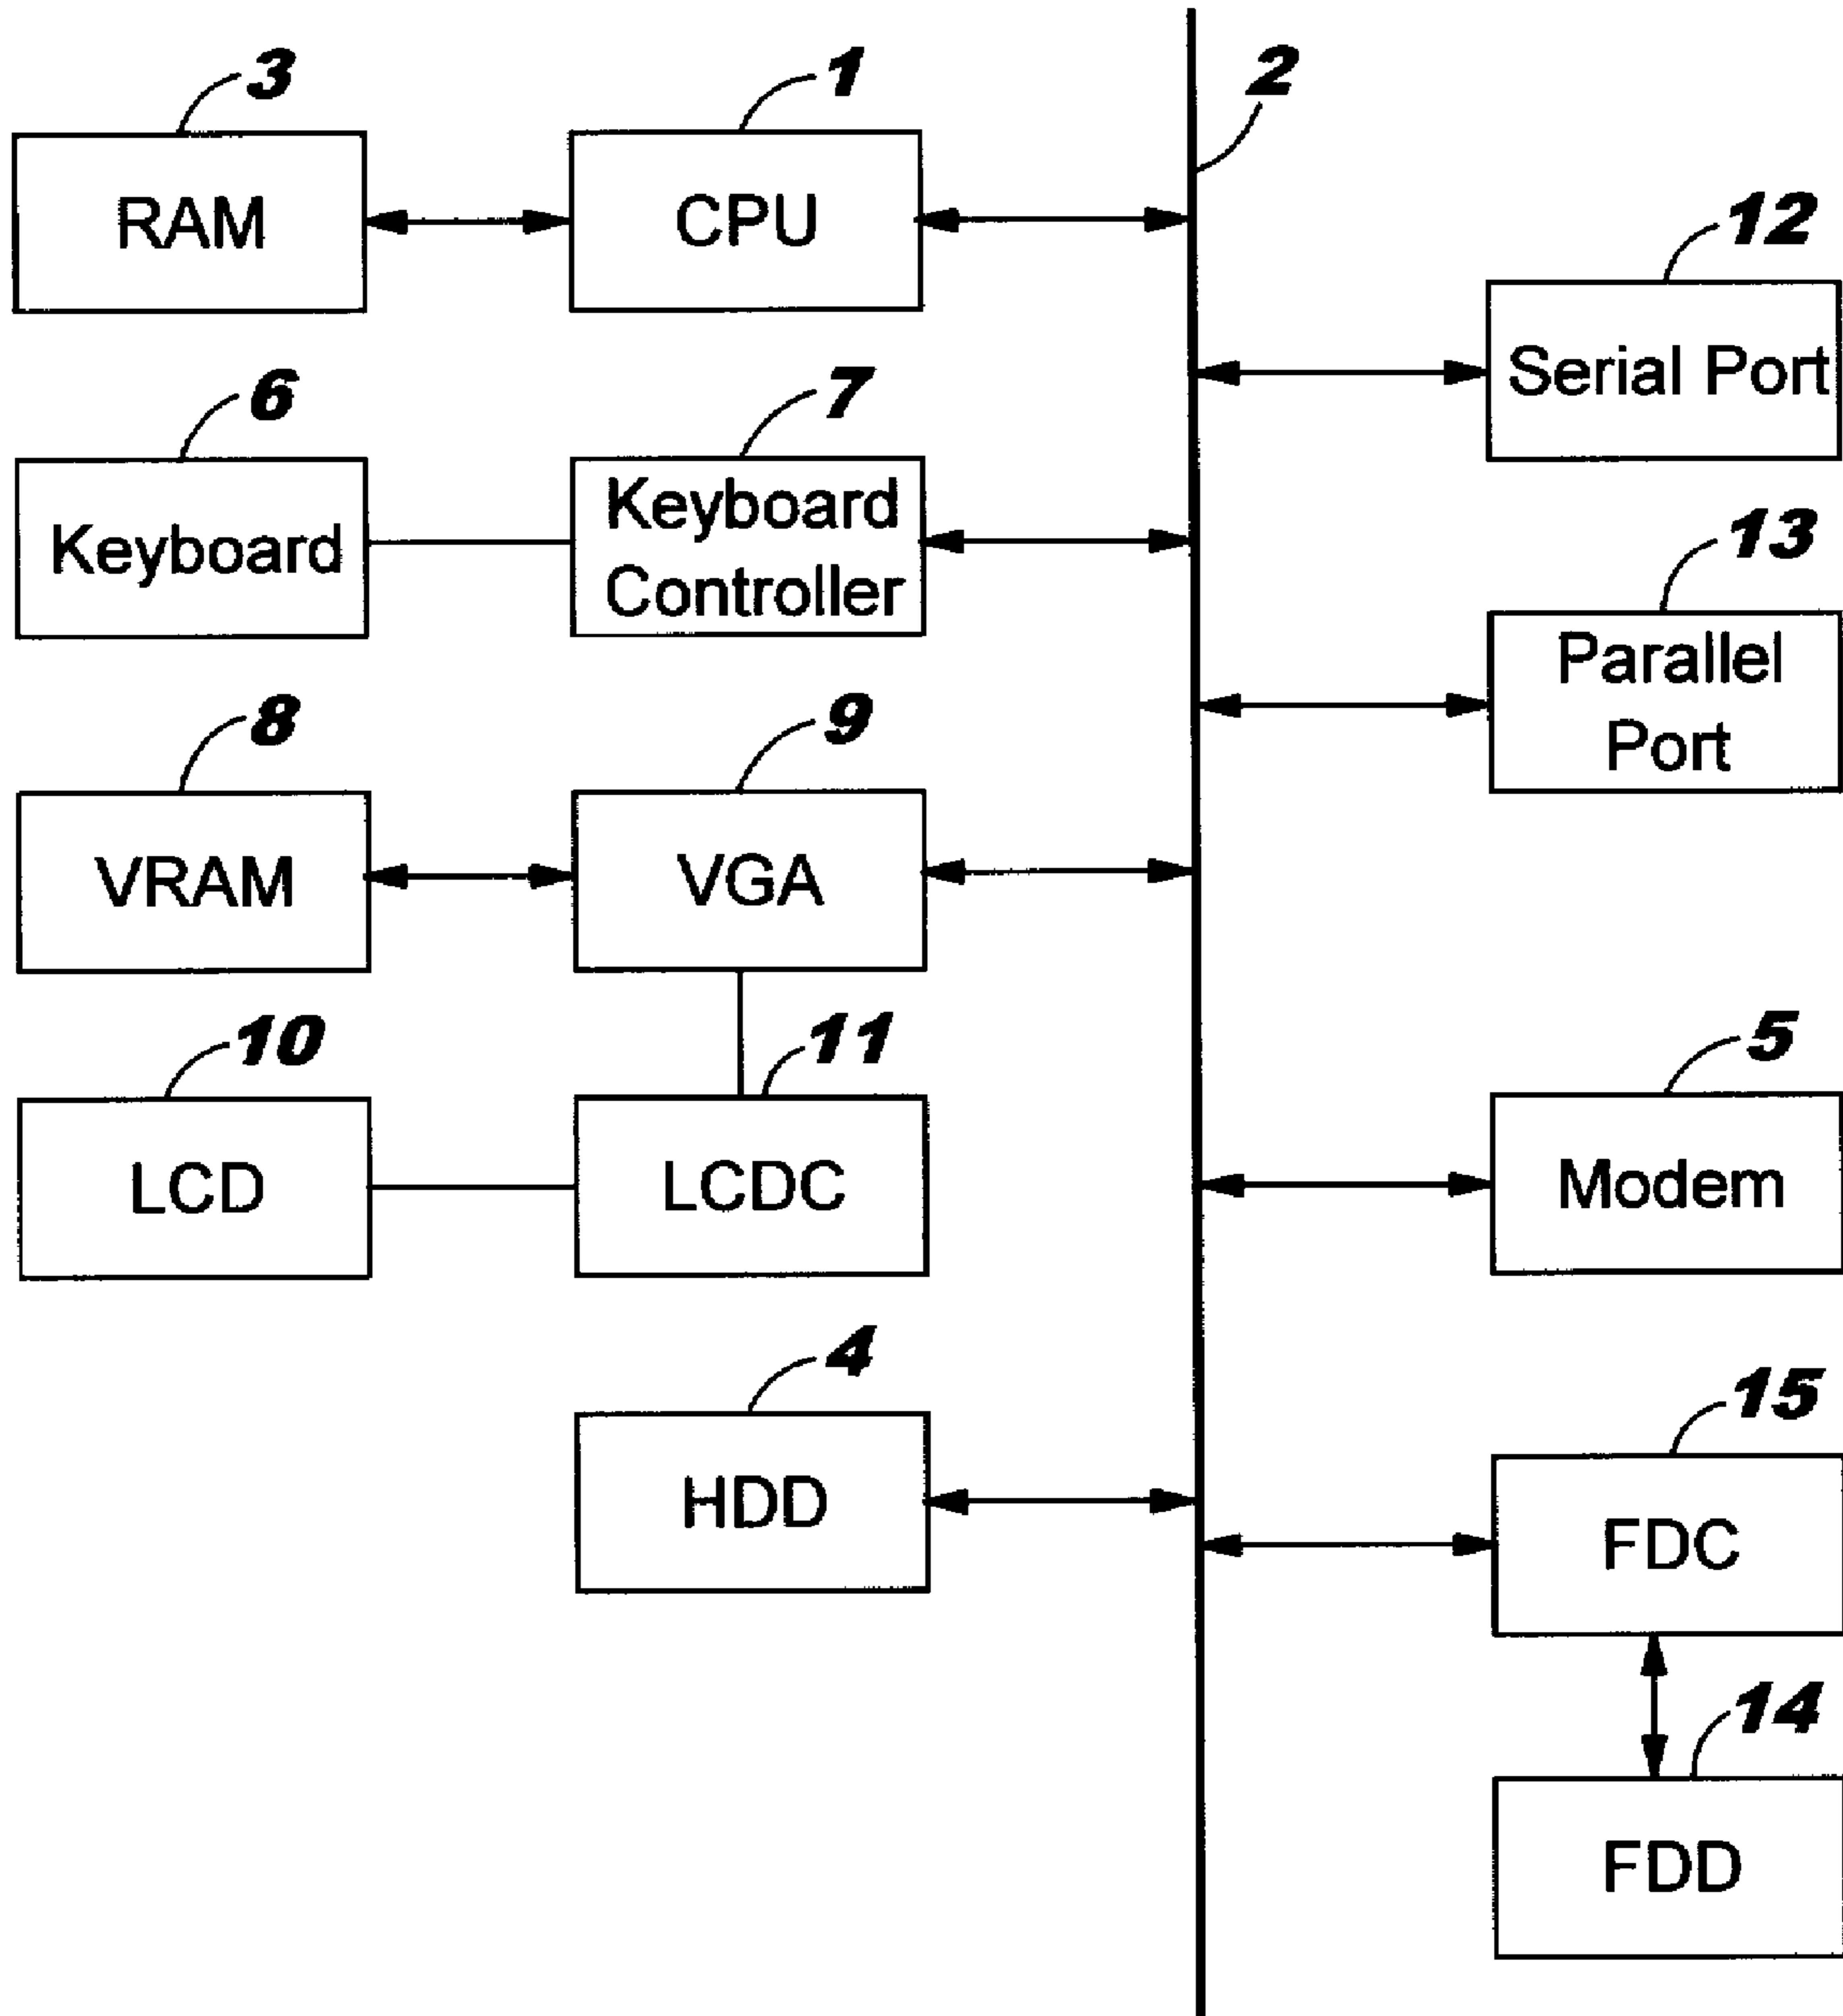 3
1
2
RAM
CPU
12
Serial Port
6
7
Keyboard
Keyboard
Controller
13
Parallel
Port
8
9
VRAM
VGA
10
11
5
LCD
LCDC
Modem
4
15
HDD
FDC
14
FDD